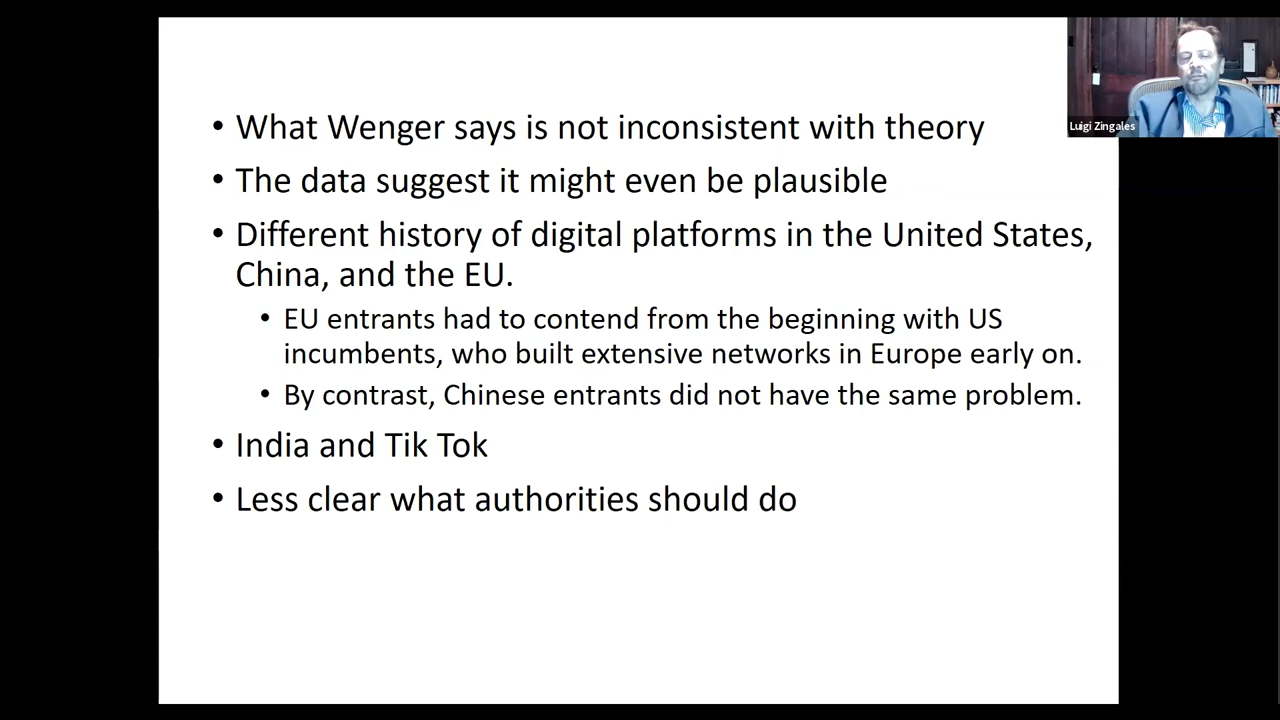 • What Wenger says is not inconsistent with theory
• The data suggest it might even be plausible
• Different history of digital platforms in the United States,
China, and the EU.
• EU entrants had to contend from the beginning with US
incumbents, who built extensive networks in Europe early on.
• By contrast, Chinese entrants did not have the same problem.
• India and Tik Tok
• Less clear what authorities should do
Luigi Zingales